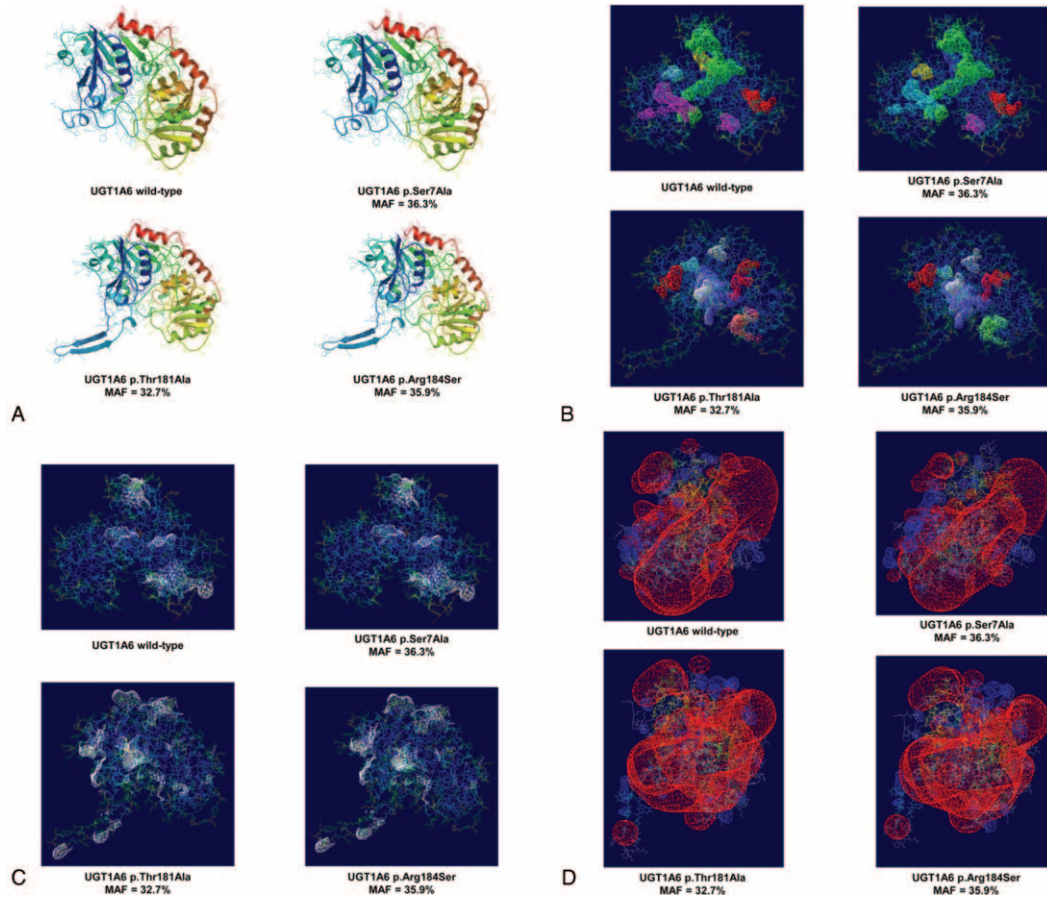 UGT1A6 wild-type
UGT1A6 p.Ser7Ala
MAF = 36.3%
UGT1A6 p.Thr181Ala
MAF = 32.7%
UGT1A6 p.Arg184Ser
MAF = 35.9%
A
UGT1A6 wild-type
UGT1A6 p.Ser7Ala
MAF = 36.3%
UGT1A6 p.Thr181Ala
MAF = 32.7%
UGT1A6 p.Arg184Ser
MAF = 35.9%
B
UGT1A6 wild-type
UGT1A6 p.Ser7Ala
MAF = 36.3%
UGT1A6 p.Thr181Ala
MAF = 32.7%
UGT1A6 p.Arg184Ser
MAF = 35.9%
C
UGT1A6 wild-type
UGT1A6 p.Ser7Ala
MAF = 36.3%
UGT1A6 p.Thr181Ala
MAF = 32.7%
UGT1A6 p.Arg184Ser
MAF = 35.9%
D